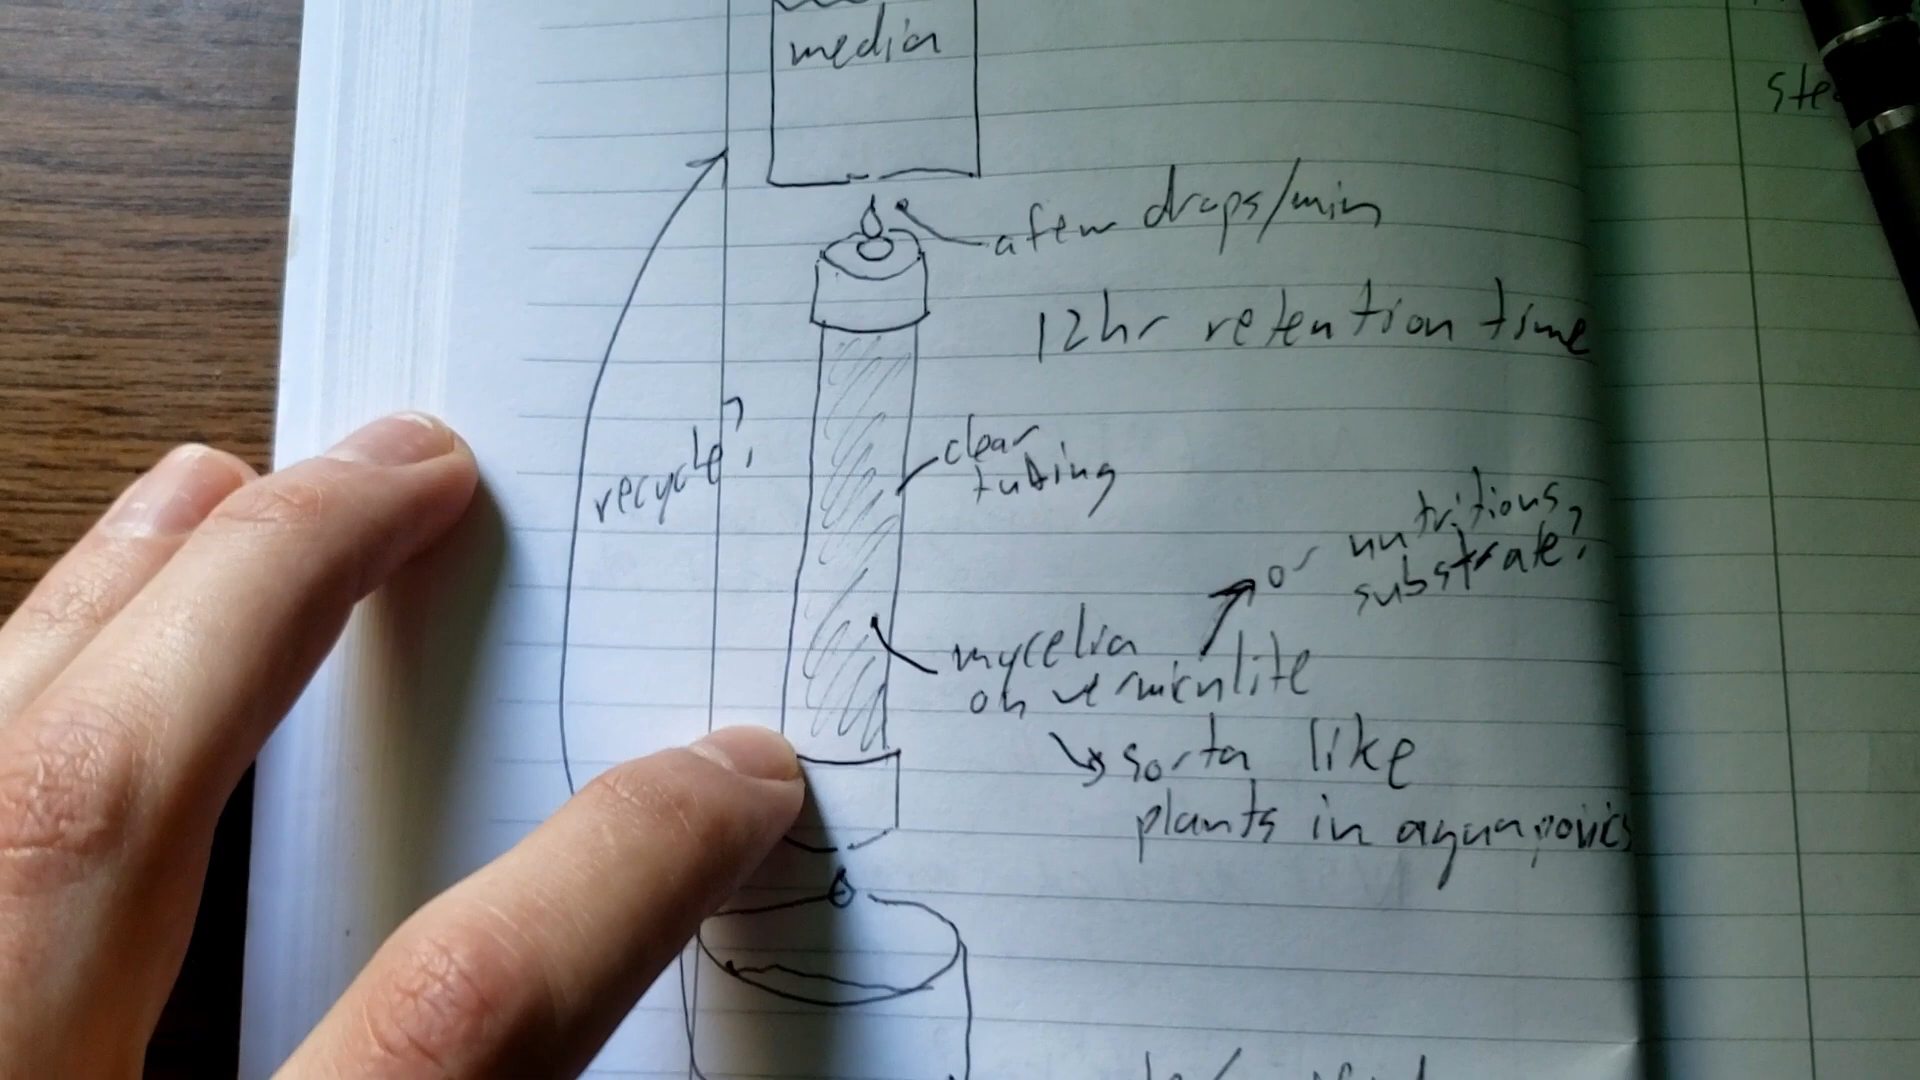 media
a few drops/min
12hr retention time
recycle?
clear
tubing
or nutritious
substrate?
mycelia
on vermiculite
sorta like
plants in aquaponics